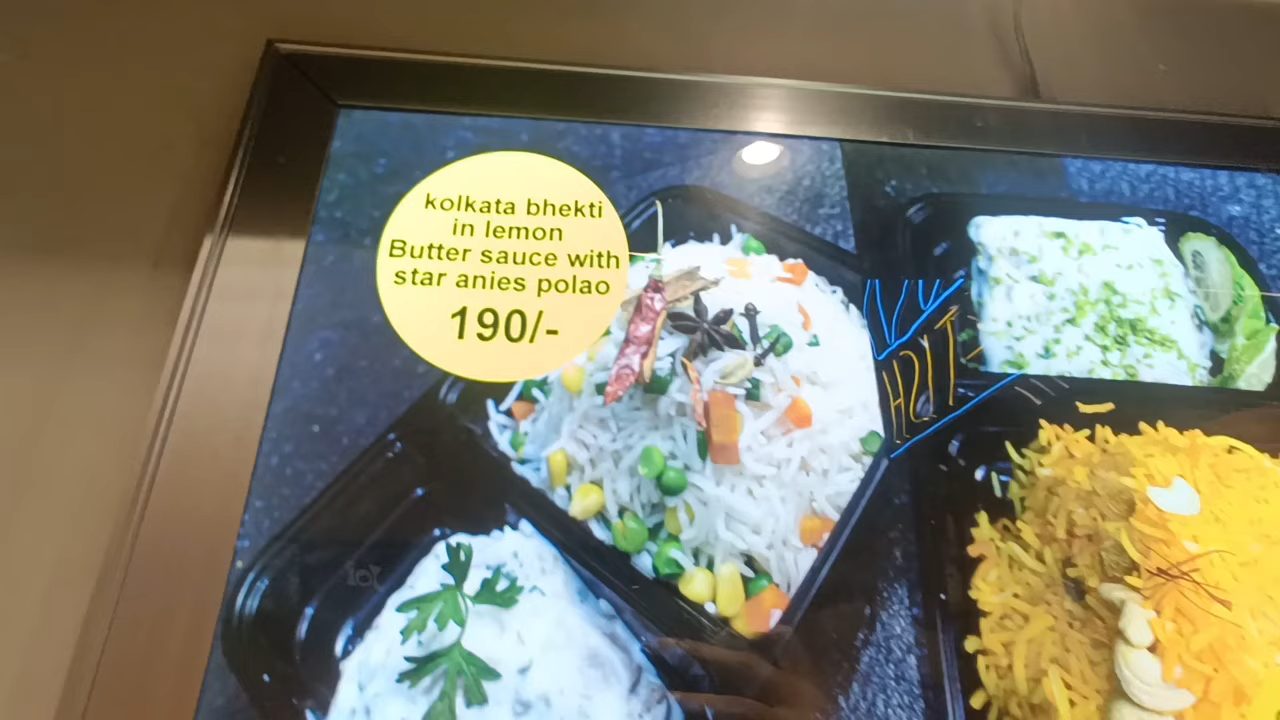 kolkata bhekti
in lemon
Butter sauce with
star anies polao
190/-